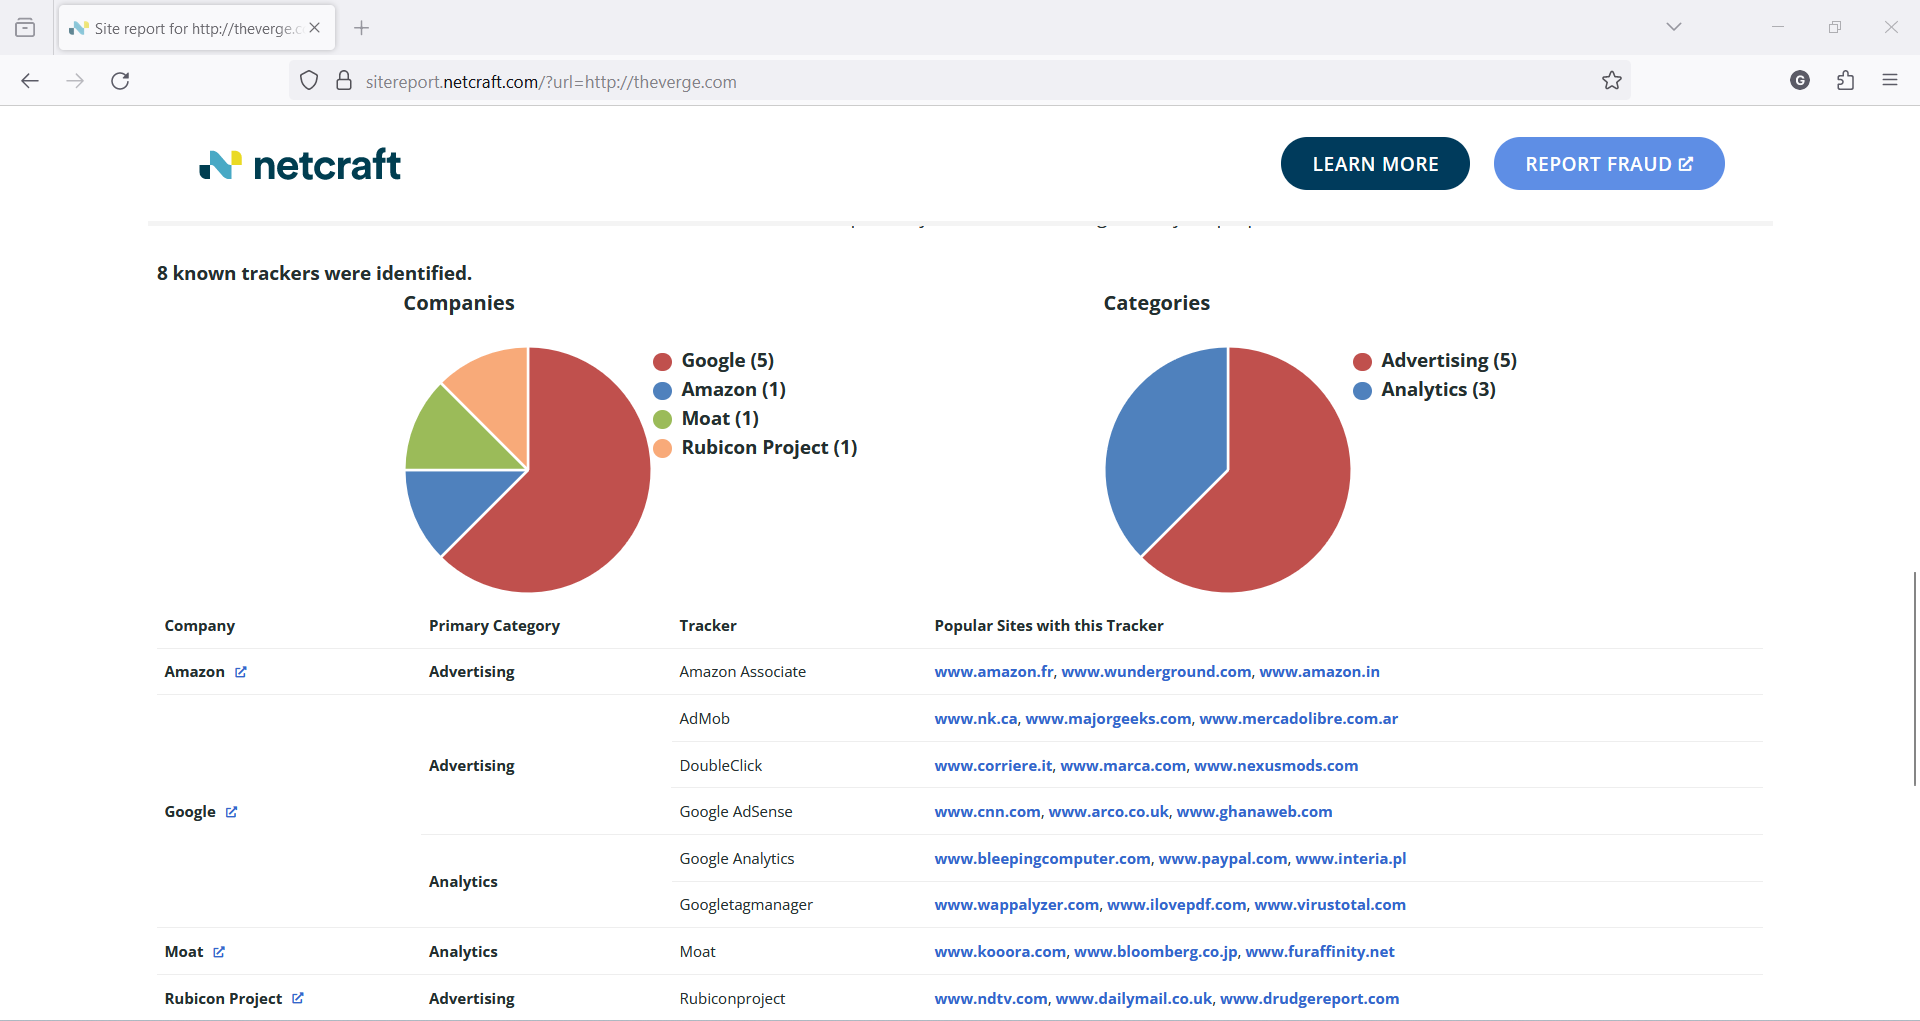 Site report for http://theverge.c
sitereport.netcraft.com/?url=http://theverge.com
G
netcraft
LEARN MORE
REPORT FRAUD
8 known trackers were identified.
Companies
Google (5)
Amazon (1)
Moat (1)
Rubicon Project (1)
Categories
Advertising (5)
Analytics (3)
Company Primary Category Tracker Popular Sites with this Tracker
Amazon Advertising Amazon Associate www.amazon.fr, www.wunderground.com, www.amazon.in
AdMob www.nk.ca, www.majorgeeks.com, www.mercadolibre.com.ar
Advertising DoubleClick www.corriere.it, www.marca.com, www.nexusmods.com
Google Google AdSense www.cnn.com, www.arco.co.uk, www.ghanaweb.com
Google Analytics www.bleepingcomputer.com, www.paypal.com, www.interia.pl
Analytics
Googletagmanager www.wappalyzer.com, www.ilovepdf.com, www.virustotal.com
Moat Analytics Moat www.kooora.com, www.bloomberg.co.jp, www.furaffinity.net
Rubicon Project Advertising Rubiconproject www.ndtv.com, www.dailymail.co.uk, www.drudgereport.com